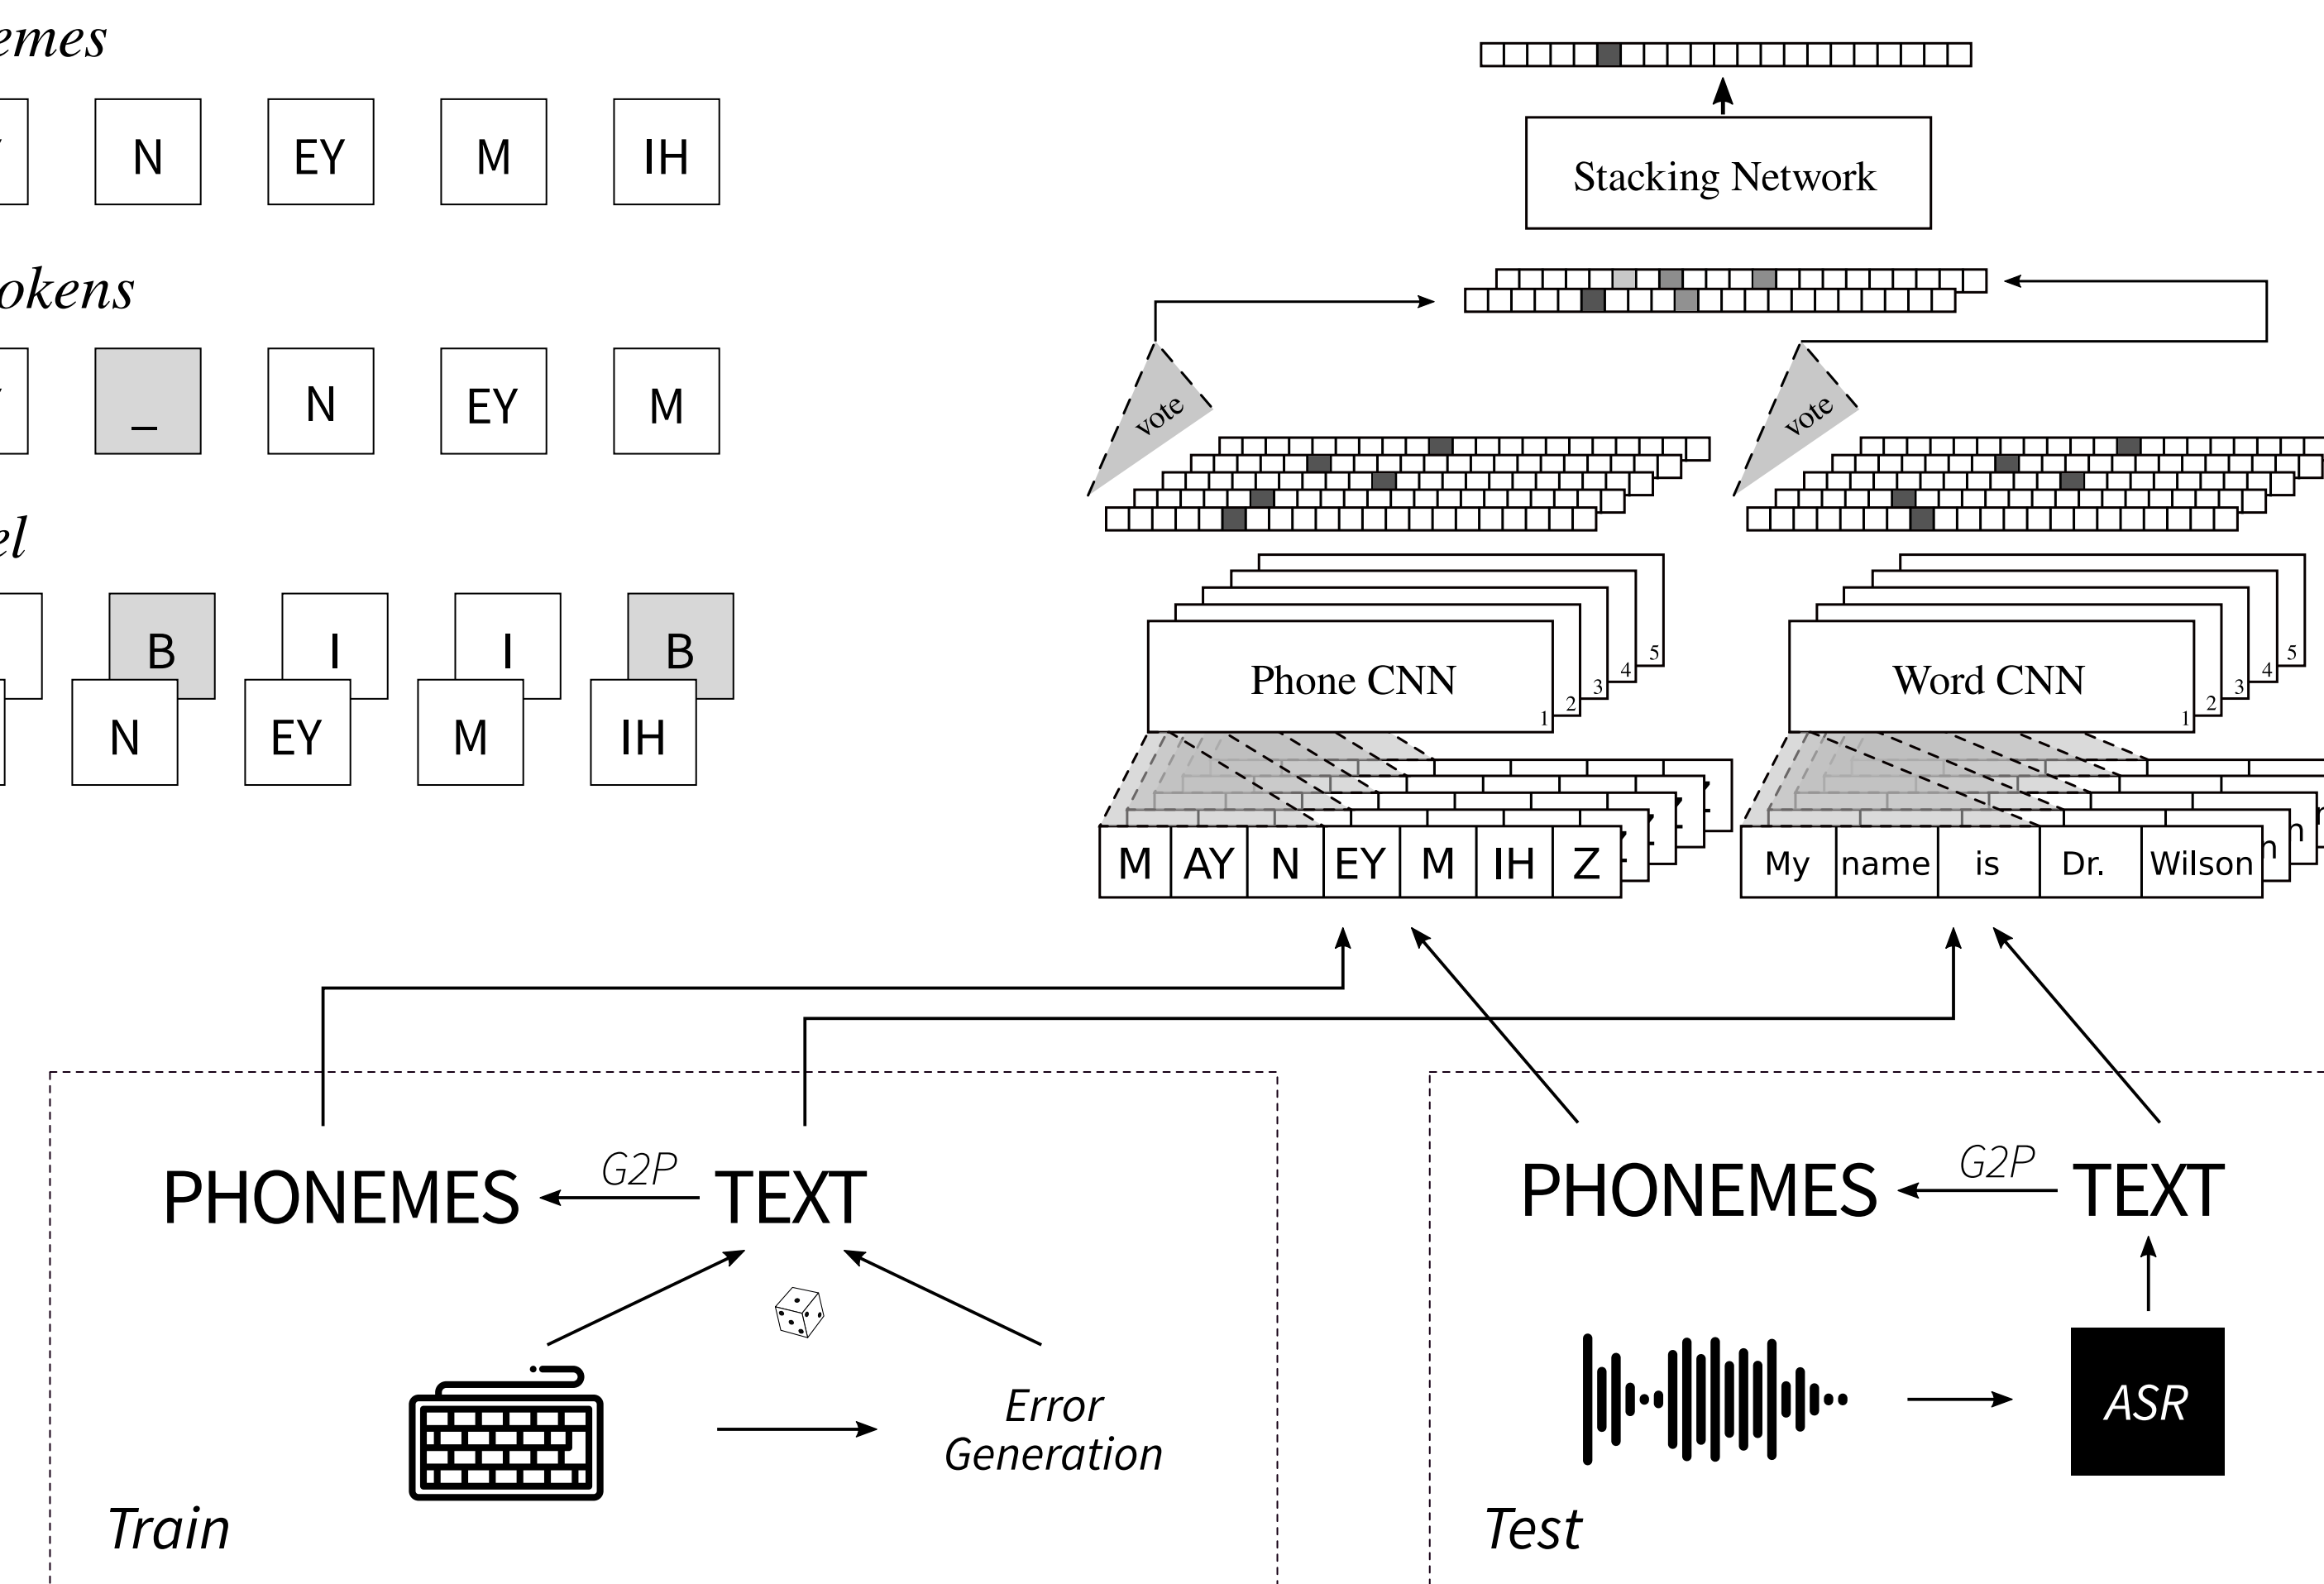 emes
N EY M IH
okens
_ N EY M
el
B I I B
N EY M IH
Stacking Network
vote vote
Phone CNN 1 2 3 4 5
Word CNN 1 2 3 4 5
M AY N EY M IH Z
My name is Dr. Wilson
PHONEMES G2P TEXT
Error
Generation
Train
PHONEMES G2P TEXT
ASR
Test